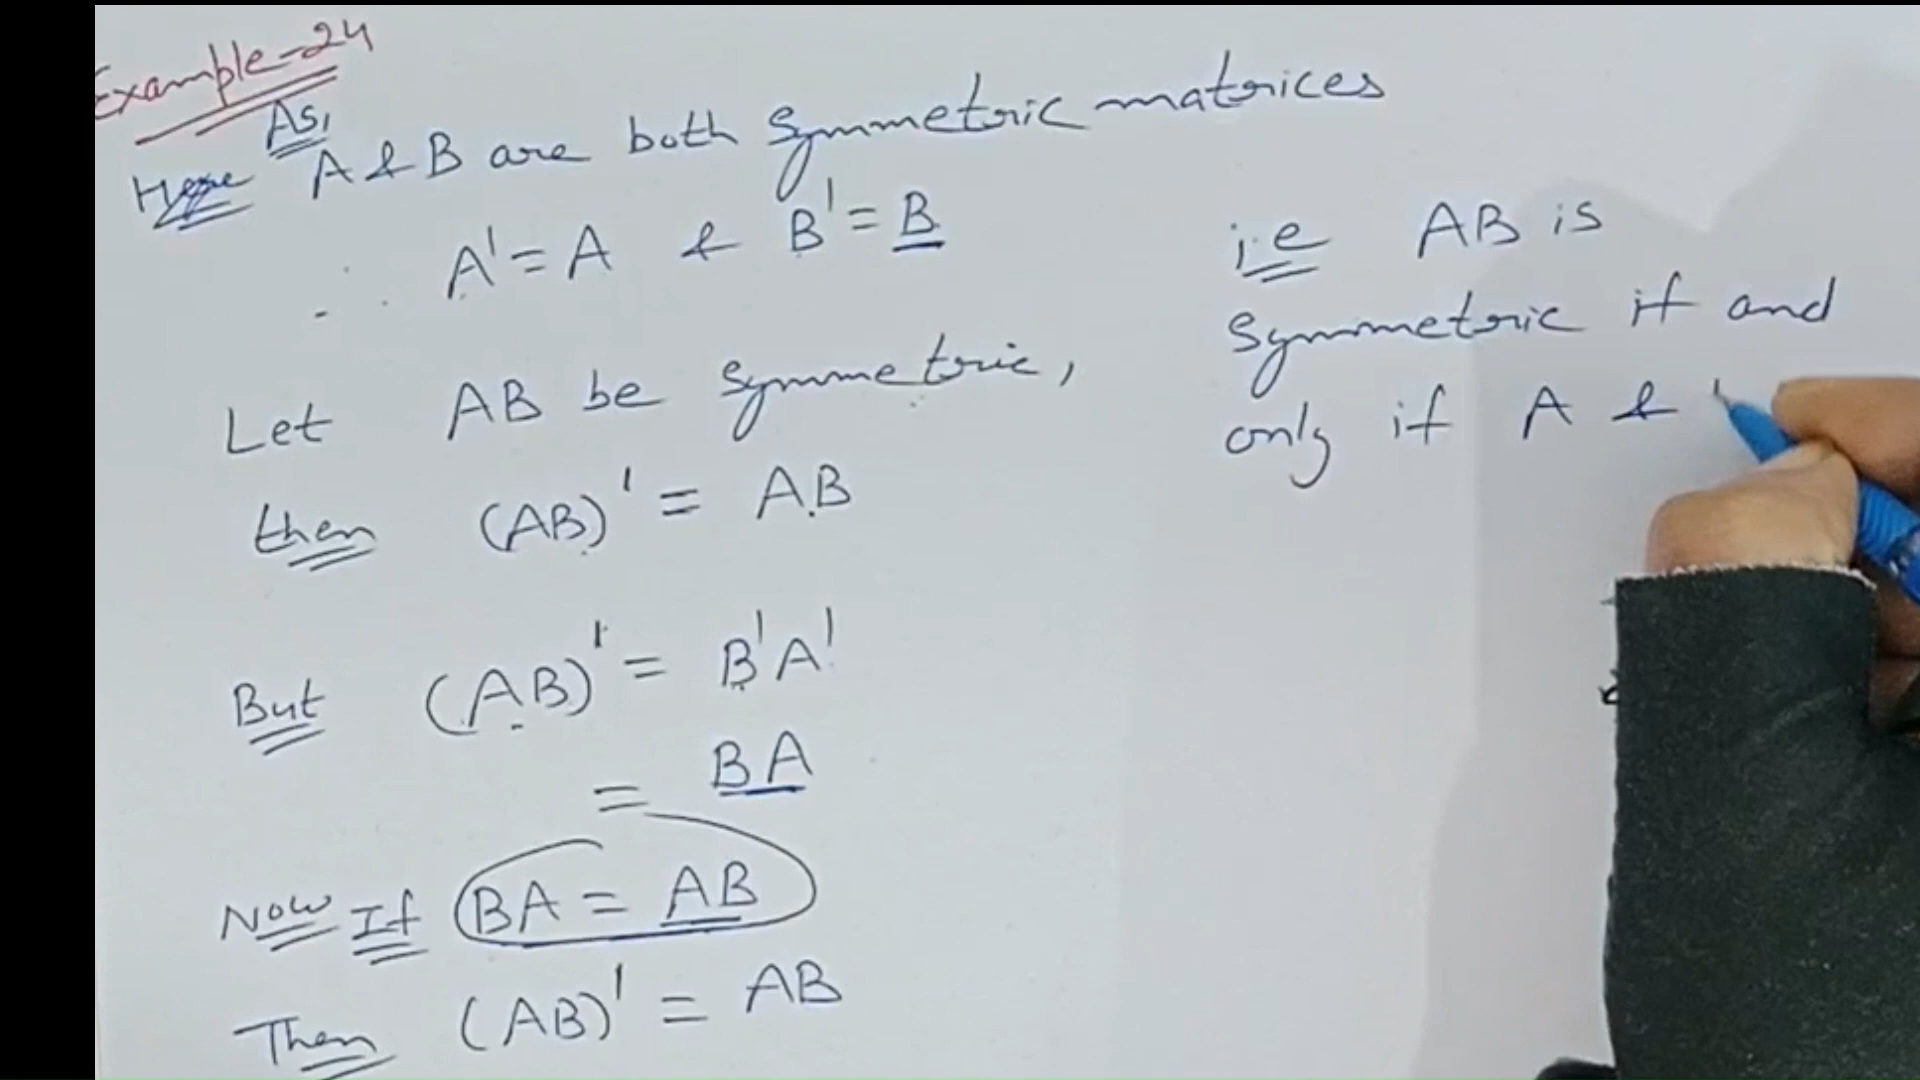 Example-24
As,
Here A & B are both symmetric matrices
∴ A' = A & B' = B
Let AB be symmetric,
then (AB)' = AB
But (AB)' = B'A'
= BA
Now If BA = AB
Then (AB)' = AB
i.e AB is
symmetric if and
only if A &